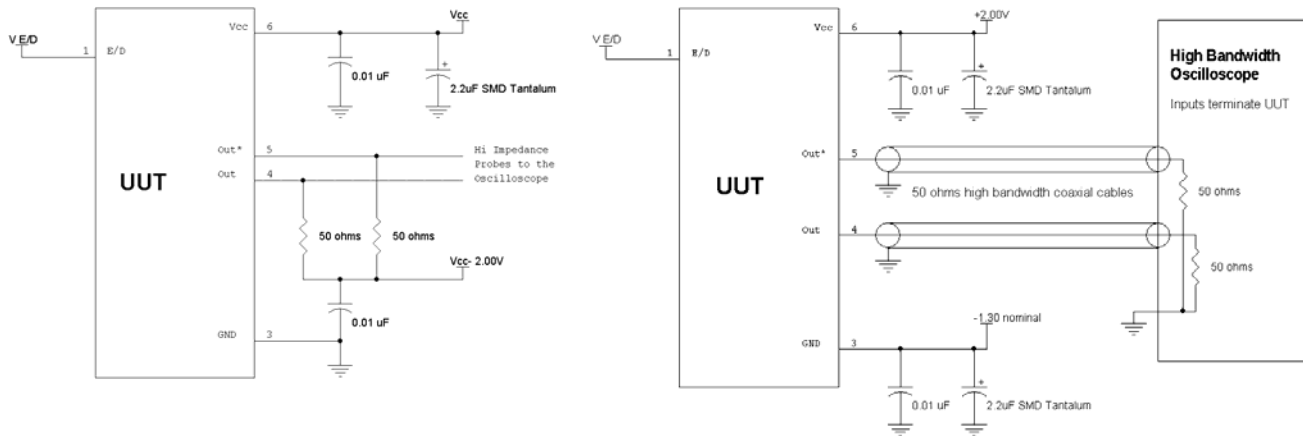 Vcc
Vcc
6
V E/D
1
E/D
0.01 uF
+
2.2uF SMD Tantalum
Out*
5
Hi Impedance
Probes to the
Oscilloscope
Out
4
UUT
50 ohms
50 ohms
Vcc- 2.00V
0.01 uF
GND
3
+2.00V
Vcc
6
V E/D
1
E/D
0.01 uF
+
2.2uF SMD Tantalum
High Bandwidth
Oscilloscope
Inputs terminate UUT
Out*
5
UUT
50 ohms high bandwidth coaxial cables
50 ohms
Out
4
50 ohms
-1.30 nominal
GND
3
0.01 uF
+
2.2uF SMD Tantalum